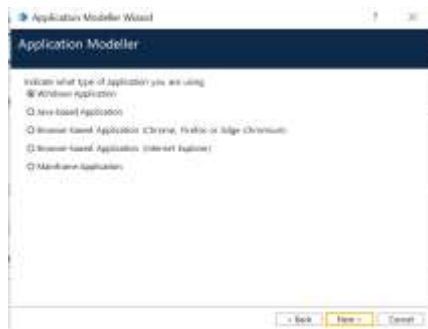 Application Modeller Wizard
?
Application Modeller
Indicate what type of application you are using
Windows Application
Java-based Application
Browser-based Application (Chrome, Firefox or Edge Chromium)
Browser-based Application (Internet Explorer)
Mainframe Application
< Back
Next >
Cancel